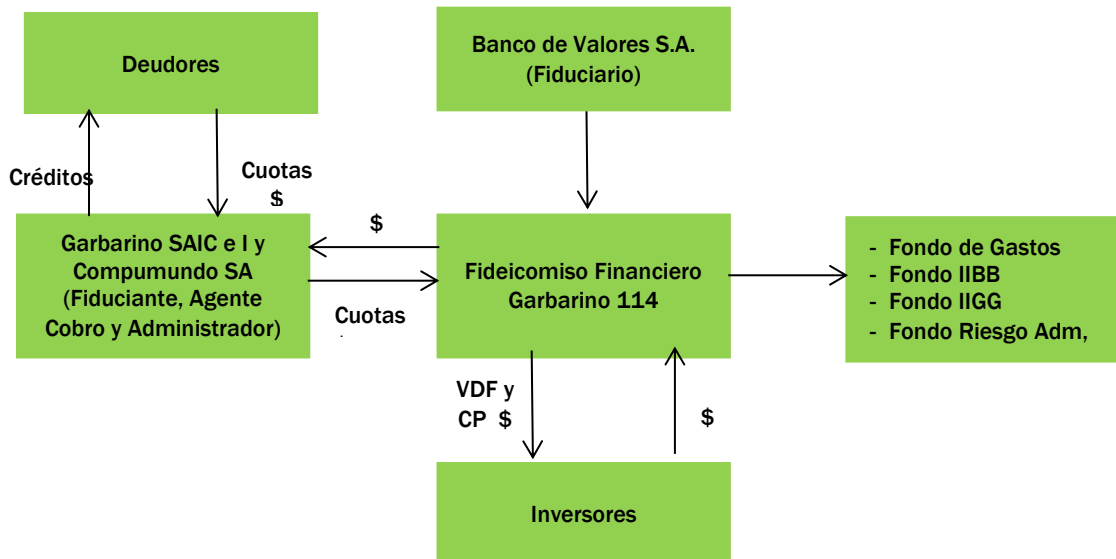 Deudores
Banco de Valores S.A.
(Fiduciario)
Créditos
Cuotas
$
Garbarino SAIC e I y
Compumundo SA
(Fiduciante, Agente
Cobro y Administrador)
$
Cuotas
Fideicomiso Financiero
Garbarino 114
- Fondo de Gastos
- Fondo IIBB
- Fondo IIGG
- Fondo Riesgo Adm,
VDF y
CP $
$
Inversores